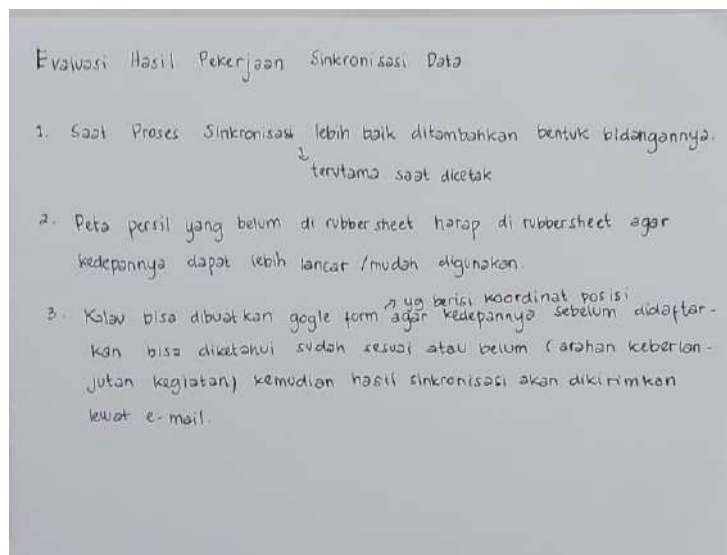 Evaluasi Hasil Pekerjaan Sinkronisasi Data
1. Saat Proses Sinkronisasi lebih baik ditambahkan bentuk bidangannya.
↓ terutama saat dicetak
2. Peta persil yang belum di rubber sheet harap di rubbersheet agar
kedepannya dapat lebih lancar / mudah digunakan.
↗ yg berisi koordinat posisi
3. Kalau bisa dibuatkan gogle form agar kedepannya sebelum didaftar-
kan bisa diketahui sudah sesuai atau belum (arahan keberlan-
jutan kegiatan) kemudian hasil sinkronisasi akan dikirimkan
lewat e-mail.